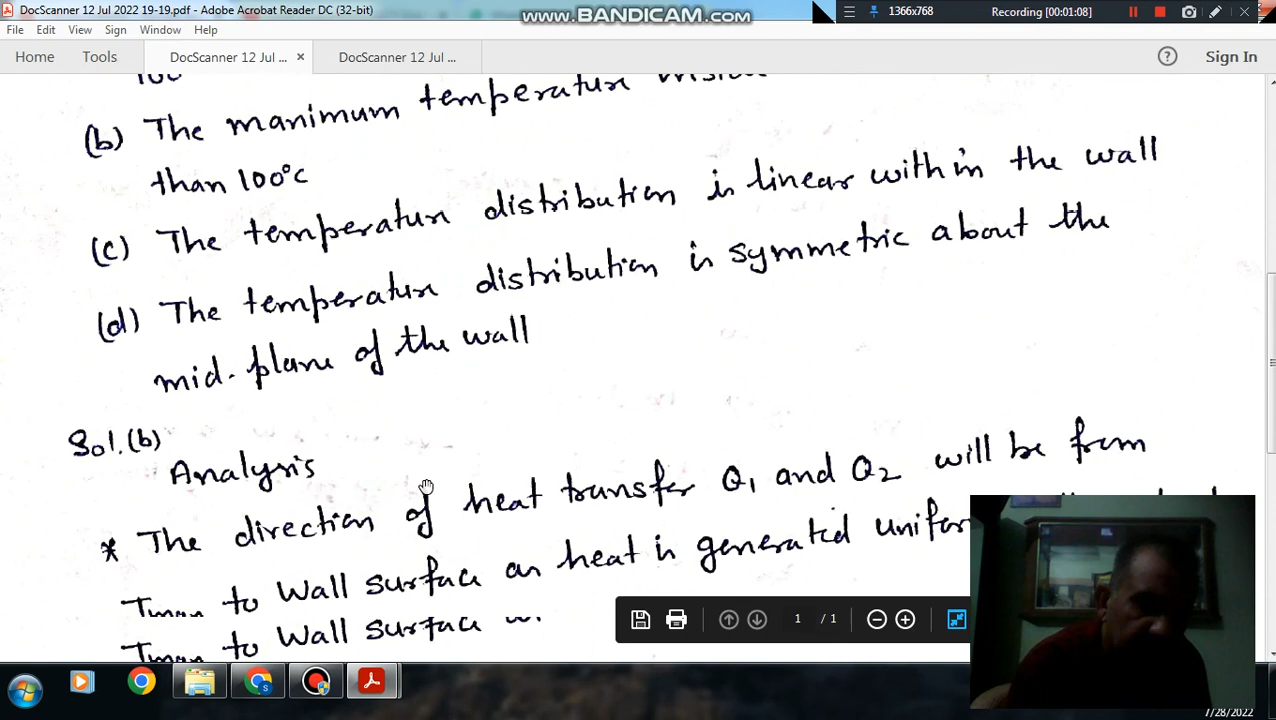 DocScanner 12 Jul 2022 19-19.pdf - Adobe Acrobat Reader DC (32-bit)
www.BANDICAM.com
1366x768
Recording [00:01:08]
File Edit View Sign Window Help
Home Tools DocScanner 12 Jul ... × DocScanner 12 Jul ... Sign In
100
(b) The manimum temperature
than 100°c
(c) The temperature distribution is linear with in the wall
(d) The temperature distribution is symmetric about the
mid-plane of the wall
Sol.(b)
Analysis
* The direction of heat transfer Q1 and Q2 will be from
Tmax to Wall surface as heat is generated
Tmax to Wall surface
1 / 1
7/28/2022